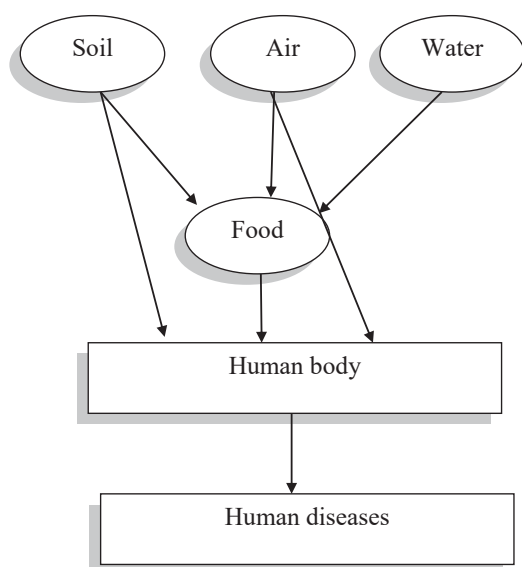 Soil
Air
Water
Food
Human body
Human diseases